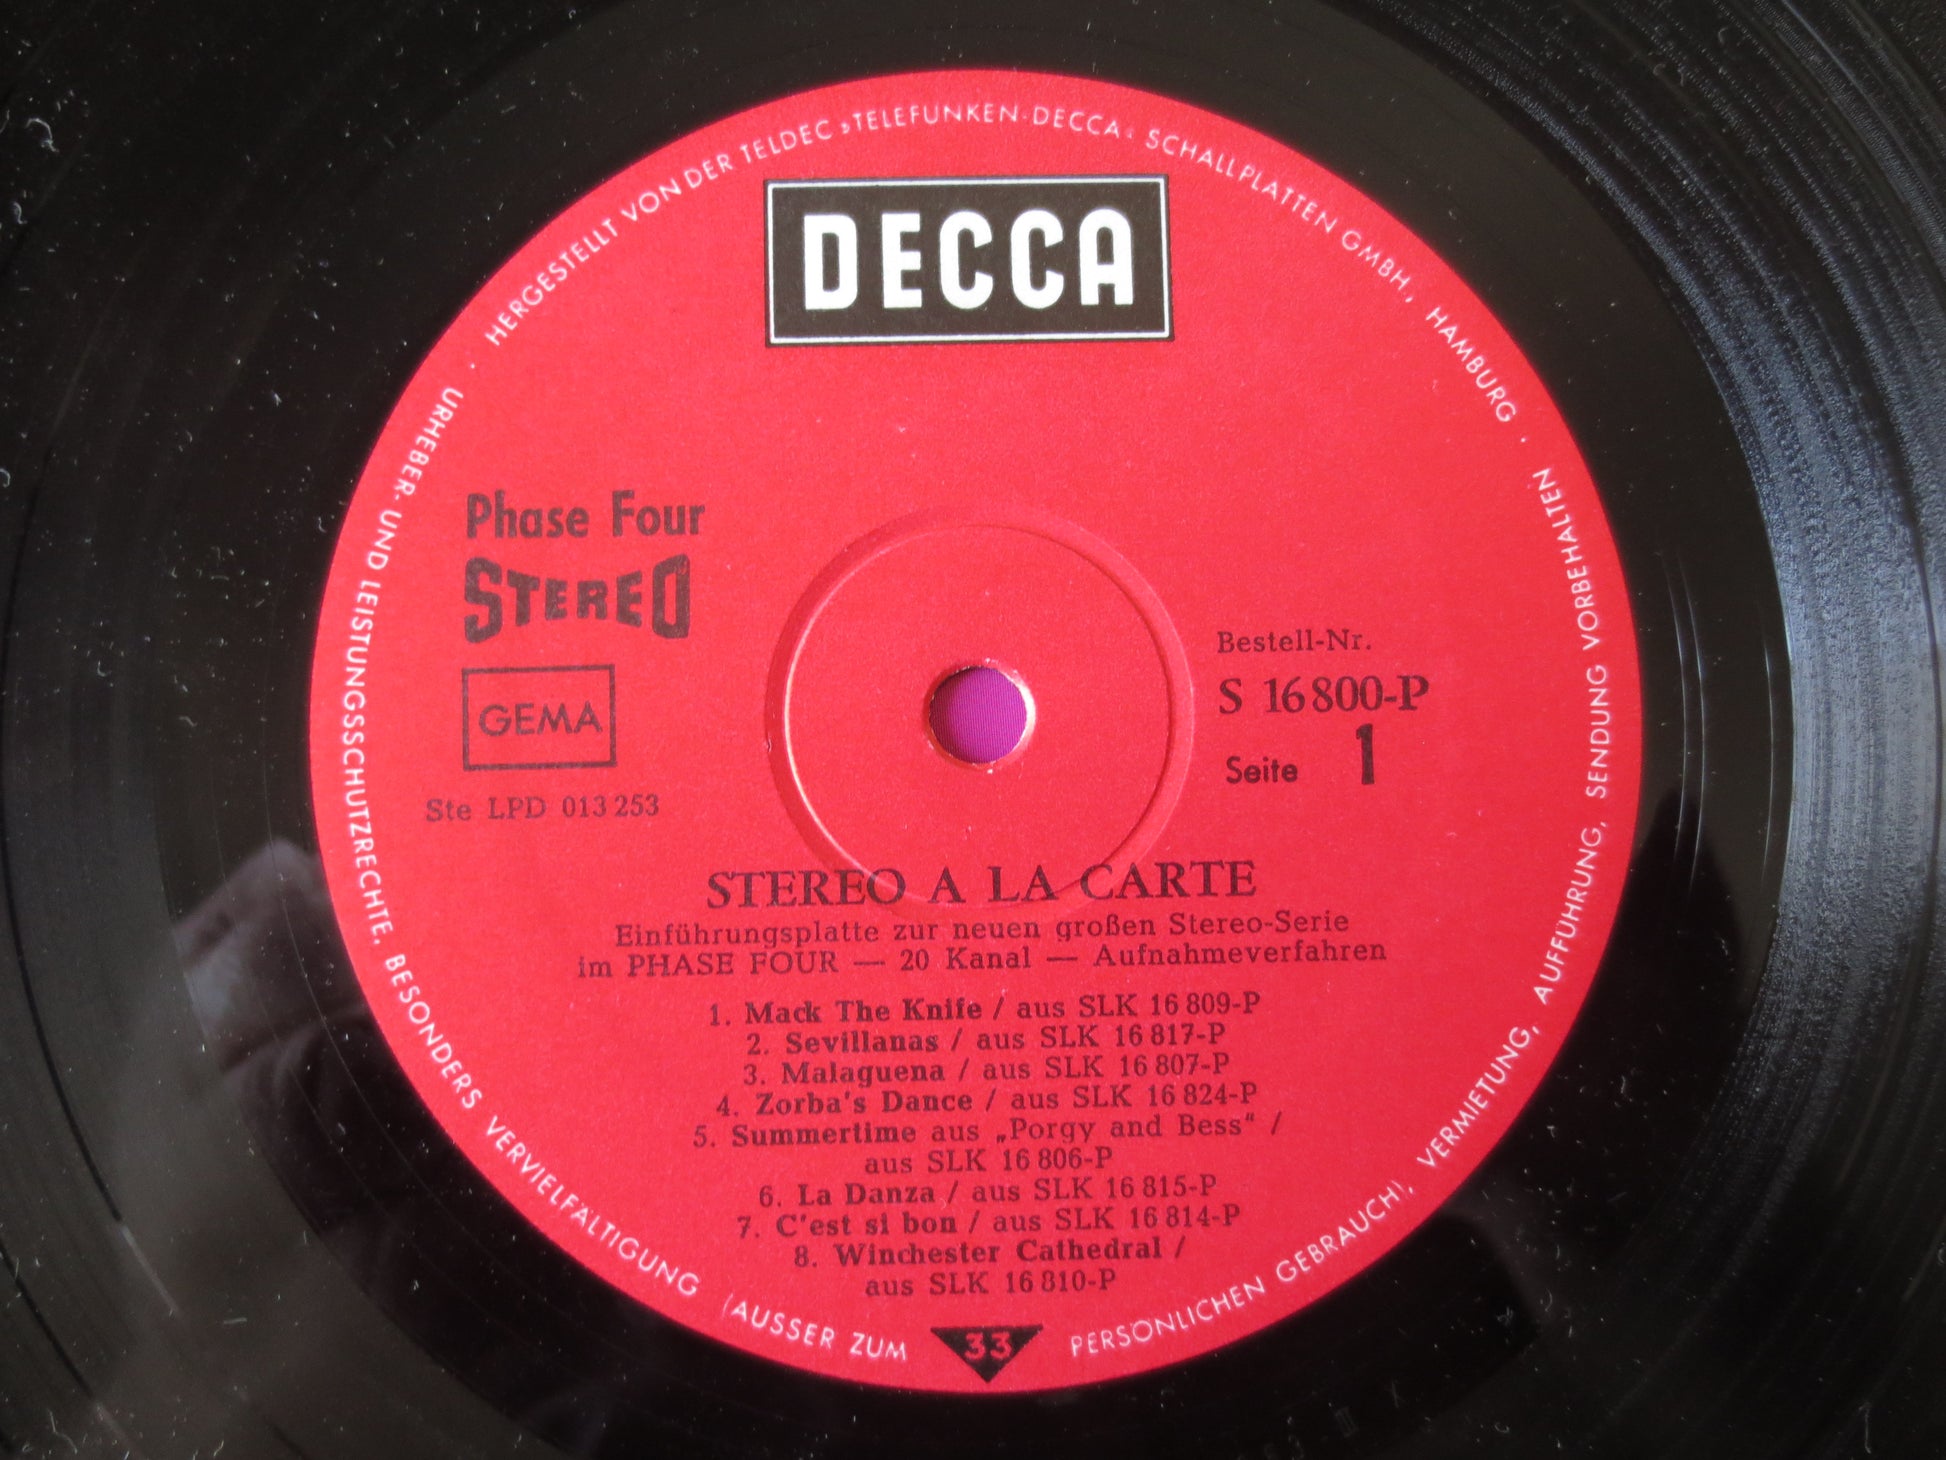 HERGESTELLT VON DER TELDEC »TELEFUNKEN-DECCA« SCHALLPLATTEN GMBH., HAMBURG ·
URHEBER- UND LEISTUNGSSCHUTZRECHTE, BESONDERS VERVIELFÄLTIGUNG (AUSSER ZUM PERSÖNLICHEN GEBRAUCH), VERMIETUNG, AUFFÜHRUNG, SENDUNG VORBEHALTEN ·
DECCA
Phase Four
STEREO
GEMA
Ste LPD 013 253
Bestell-Nr.
S 16 800-P
Seite 1
STEREO A LA CARTE
Einführungsplatte zur neuen großen Stereo-Serie
im PHASE FOUR — 20 Kanal — Aufnahmeverfahren
1. Mack The Knife / aus SLK 16 809-P
2. Sevillanas / aus SLK 16 817-P
3. Malaguena / aus SLK 16 807-P
4. Zorba's Dance / aus SLK 16 824-P
5. Summertime aus „Porgy and Bess“ /
aus SLK 16 806-P
6. La Danza / aus SLK 16 815-P
7. C'est si bon / aus SLK 16 814-P
8. Winchester Cathedral /
aus SLK 16 810-P
33